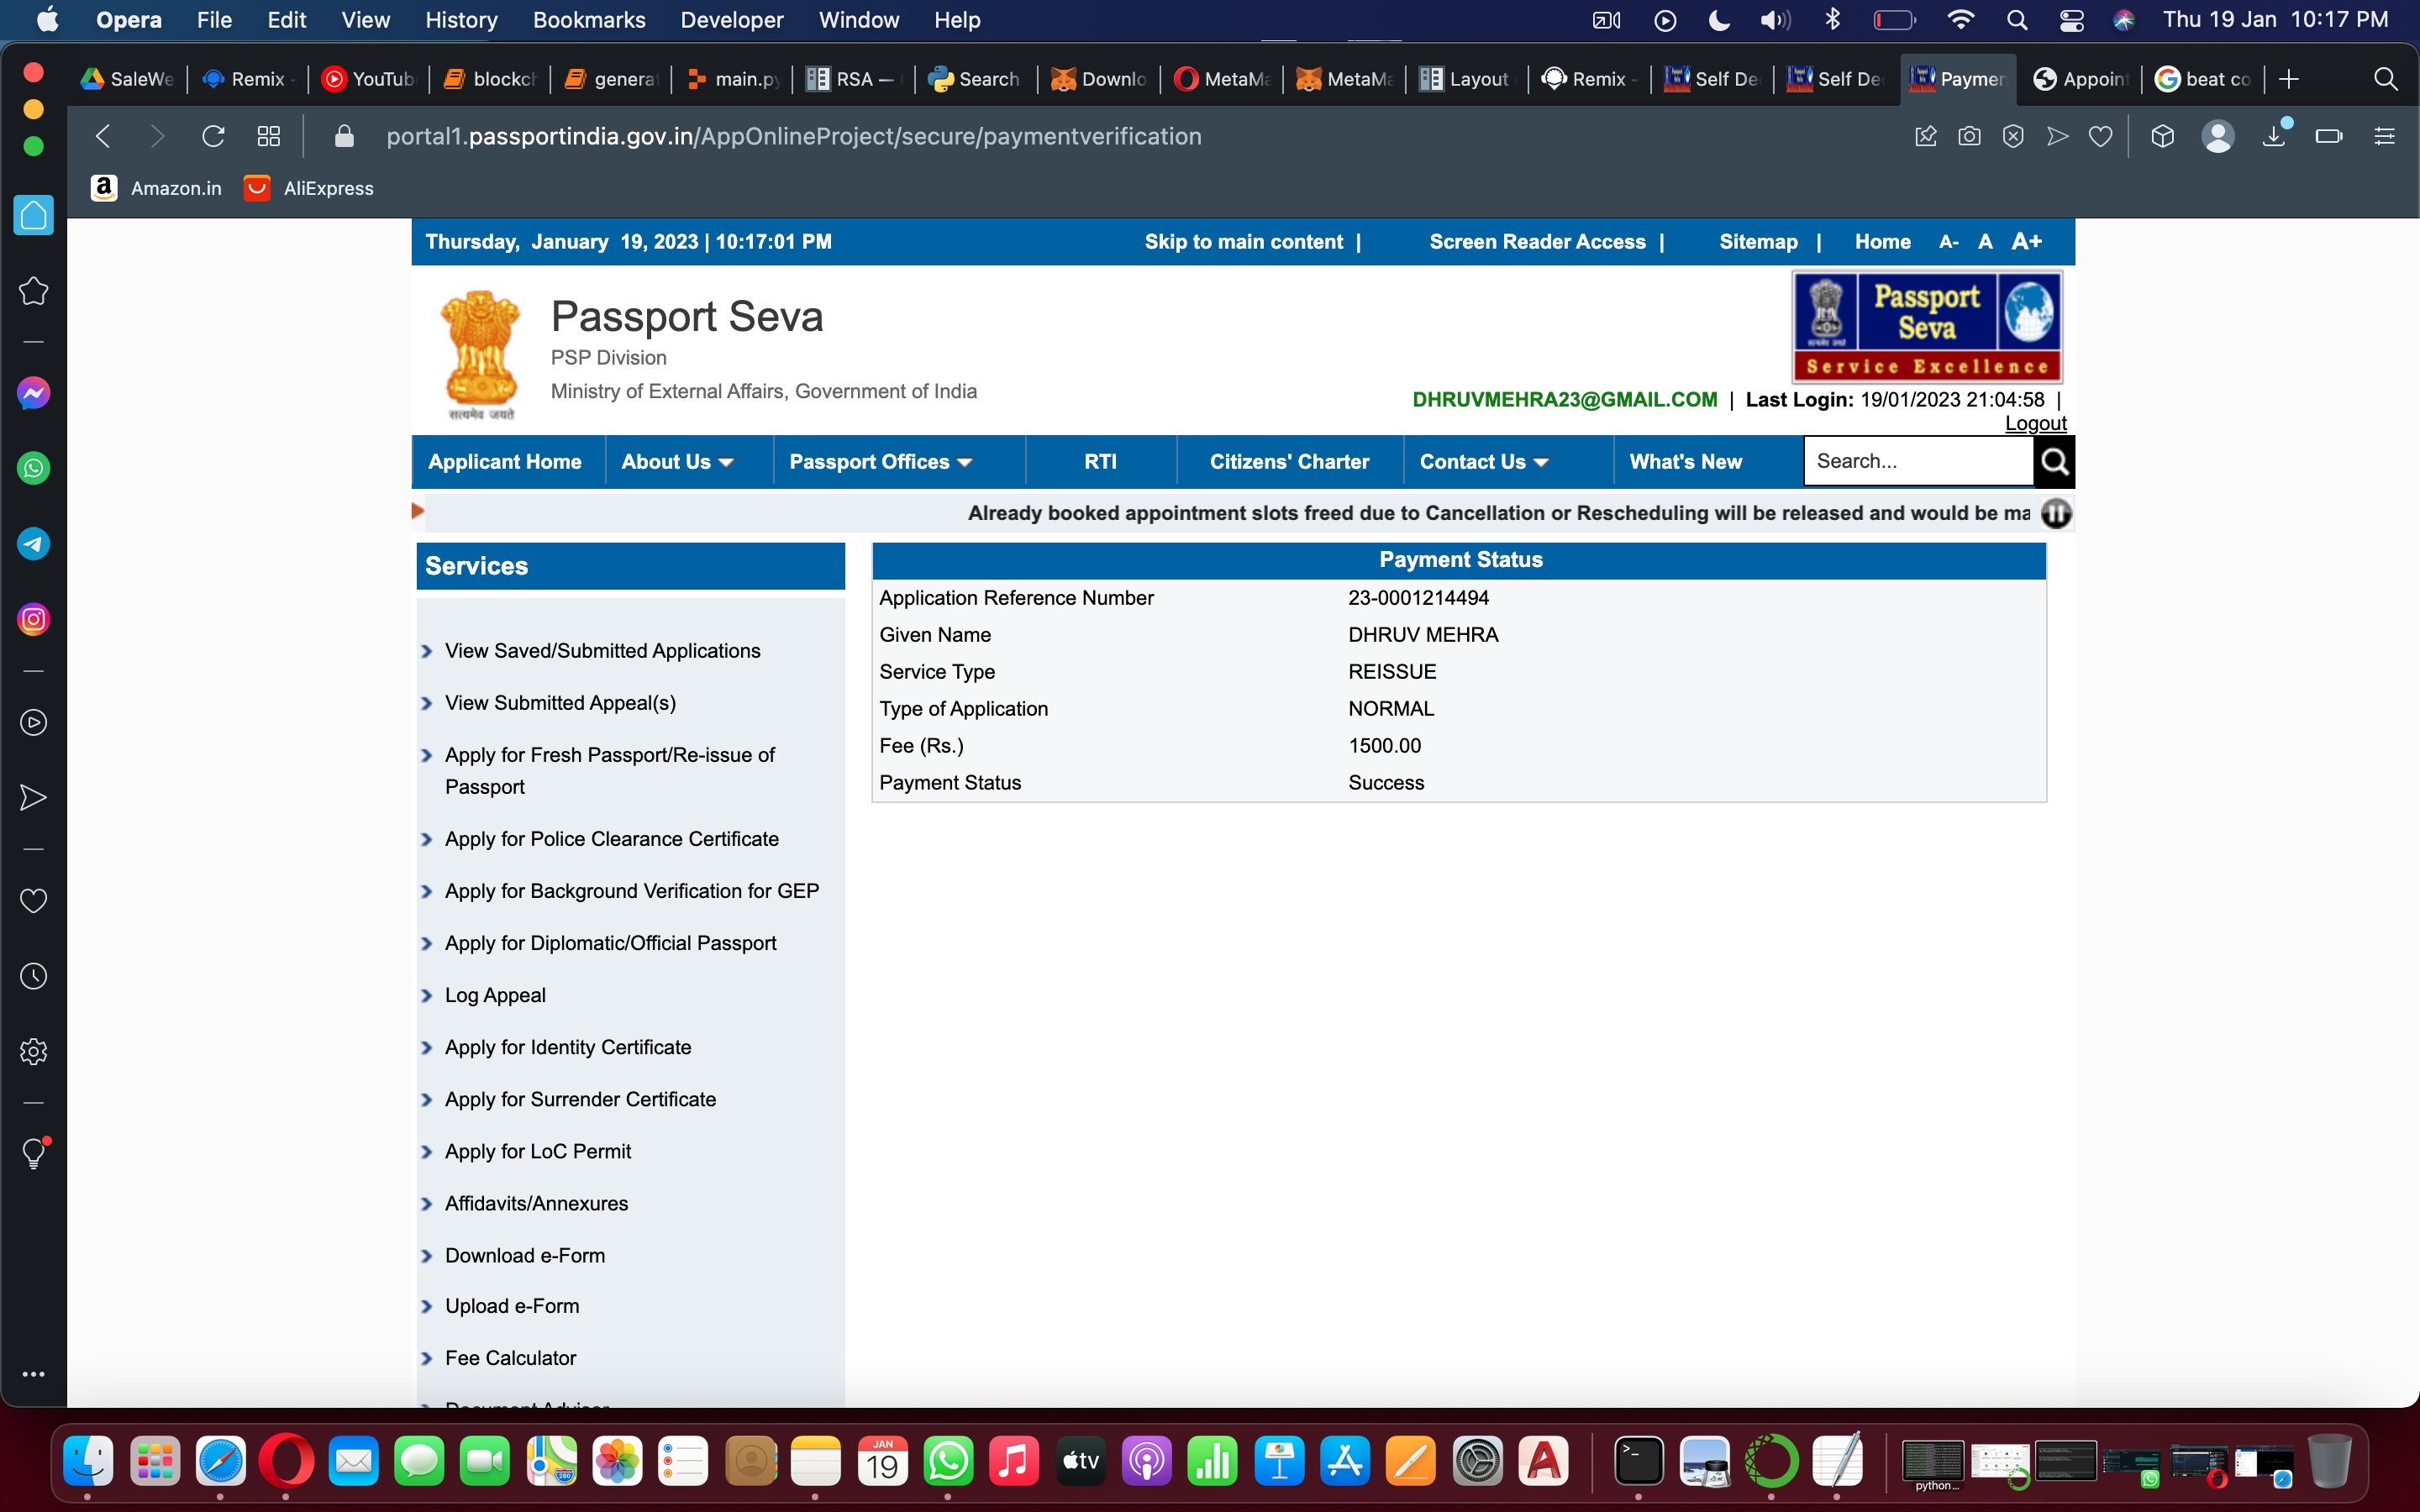 Opera File Edit View History Bookmarks Developer Window Help Thu 19 Jan 10:17 PM
SaleWe Remix - YouTub blockch genera main.py RSA — Search Downlo MetaMa MetaMa Layout Remix - Self De Self De Paymen Appoin beat co
portal1.passportindia.gov.in/AppOnlineProject/secure/paymentverification
Amazon.in AliExpress
Thursday, January 19, 2023 | 10:17:01 PM Skip to main content | Screen Reader Access | Sitemap | Home A- A A+
Passport Seva
PSP Division
Ministry of External Affairs, Government of India
सत्यमेव जयते
Passport
Seva
Service Excellence
DHRUVMEHRA23@GMAIL.COM | Last Login: 19/01/2023 21:04:58 |
Logout
Applicant Home About Us Passport Offices RTI Citizens' Charter Contact Us What's New Search...
Already booked appointment slots freed due to Cancellation or Rescheduling will be released and would be ma
Services
View Saved/Submitted Applications
View Submitted Appeal(s)
Apply for Fresh Passport/Re-issue of
Passport
Apply for Police Clearance Certificate
Apply for Background Verification for GEP
Apply for Diplomatic/Official Passport
Log Appeal
Apply for Identity Certificate
Apply for Surrender Certificate
Apply for LoC Permit
Affidavits/Annexures
Download e-Form
Upload e-Form
Fee Calculator
Document Advisor
Payment Status
Application Reference Number 23-0001214494
Given Name DHRUV MEHRA
Service Type REISSUE
Type of Application NORMAL
Fee (Rs.) 1500.00
Payment Status Success
JAN
19
tv
python...